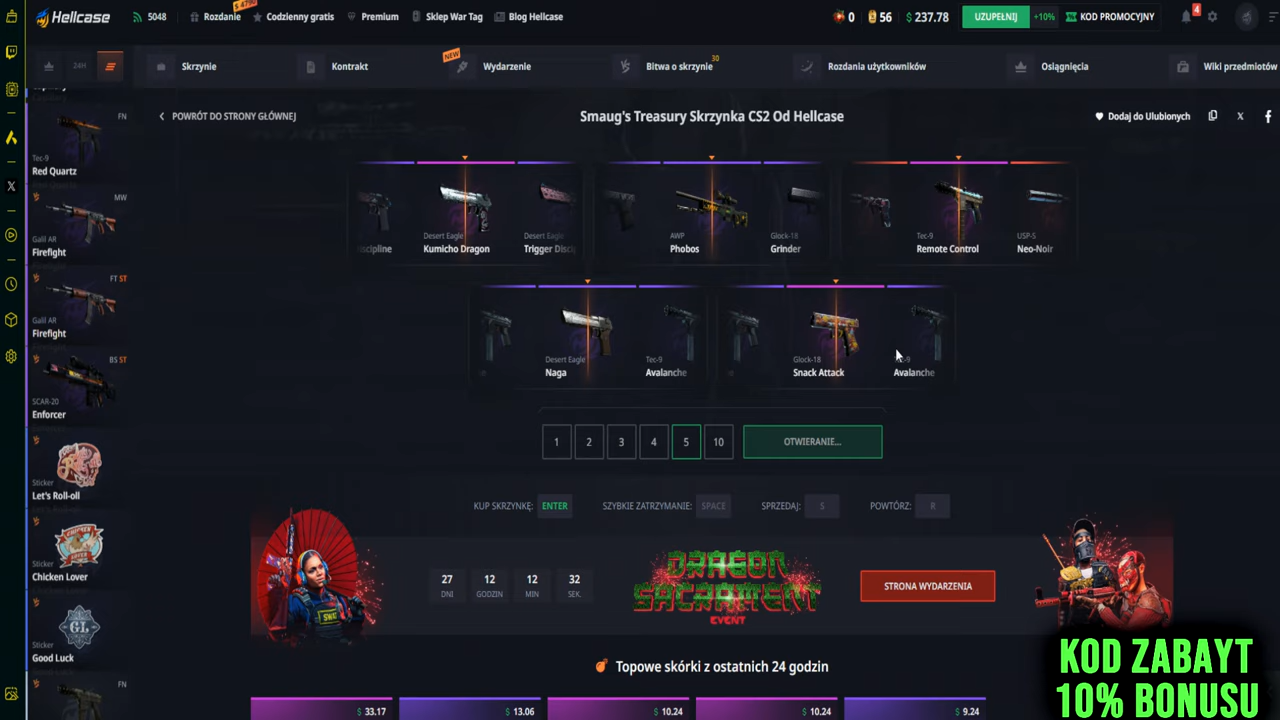 Hellcase
5048
Rozdanie
Codzienny gratis
Premium
Sklep War Tag
Blog Hellcase
0
56
$ 237.78
UZUPEŁNIJ
+10%
KOD PROMOCYJNY
4
24H
Skrzynie
Kontrakt
NEW
Wydarzenie
Bitwa o skrzynie
30
Rozdania użytkowników
Osiągnięcia
Wiki przedmiotów
POWRÓT DO STRONY GŁÓWNEJ
Smaug's Treasury Skrzynka CS2 Od Hellcase
Dodaj do Ulubionych
FN
Tec-9
Red Quartz
MW
Galil AR
Firefight
FT ST
Galil AR
Firefight
BS ST
SCAR-20
Enforcer
Sticker
Let's Roll-oll
Sticker
Chicken Lover
Sticker
Good Luck
FN
scipline
Desert Eagle
Kumicho Dragon
Desert Eagle
Trigger Disci
AWP
Phobos
Glock-18
Grinder
Tec-9
Remote Control
USP-S
Neo-Noir
Desert Eagle
Naga
Tec-9
Avalanche
Glock-18
Snack Attack
Avalanche
1
2
3
4
5
10
OTWIERANIE...
KUP SKRZYNKĘ:
ENTER
SZYBKIE ZATRZYMANIE:
SPACE
SPRZEDAJ:
S
POWTÓRZ:
R
27
DNI
12
GODZIN
12
MIN
32
SEK.
DRAGON
SACRAMENT
EVENT
STRONA WYDARZENIA
Topowe skórki z ostatnich 24 godzin
$ 33.17
$ 13.06
$ 10.24
$ 10.24
$ 9.24
KOD ZABAYT
10% BONUSU